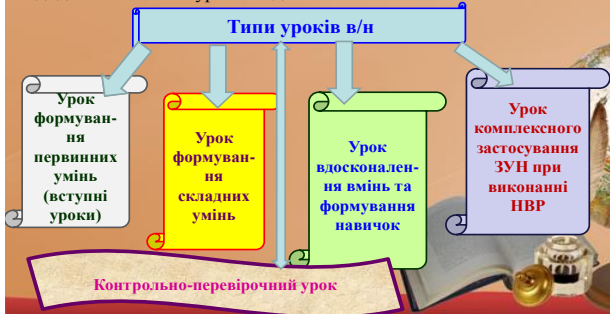 Типи уроків в/н
Урок
формуван-
ня
первинних
умінь
(вступні
уроки)
Урок
формуван-
ня
складних
умінь
Урок
вдосконален-
ня вмінь та
формування
навичок
Урок
комплексного
застосування
ЗУН при
виконанні
НВР
Контрольно-перевірочний урок